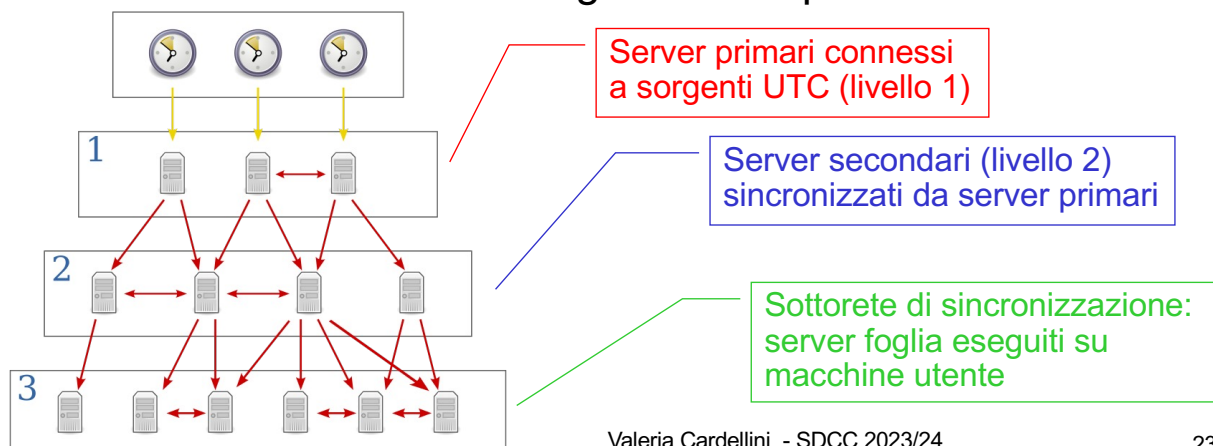 1
Server primari connessi
a sorgenti UTC (livello 1)
2
Server secondari (livello 2)
sincronizzati da server primari
3
Sottorete di sincronizzazione:
server foglia eseguiti su
macchine utente
Valeria Cardellini - SDCC 2023/24
23